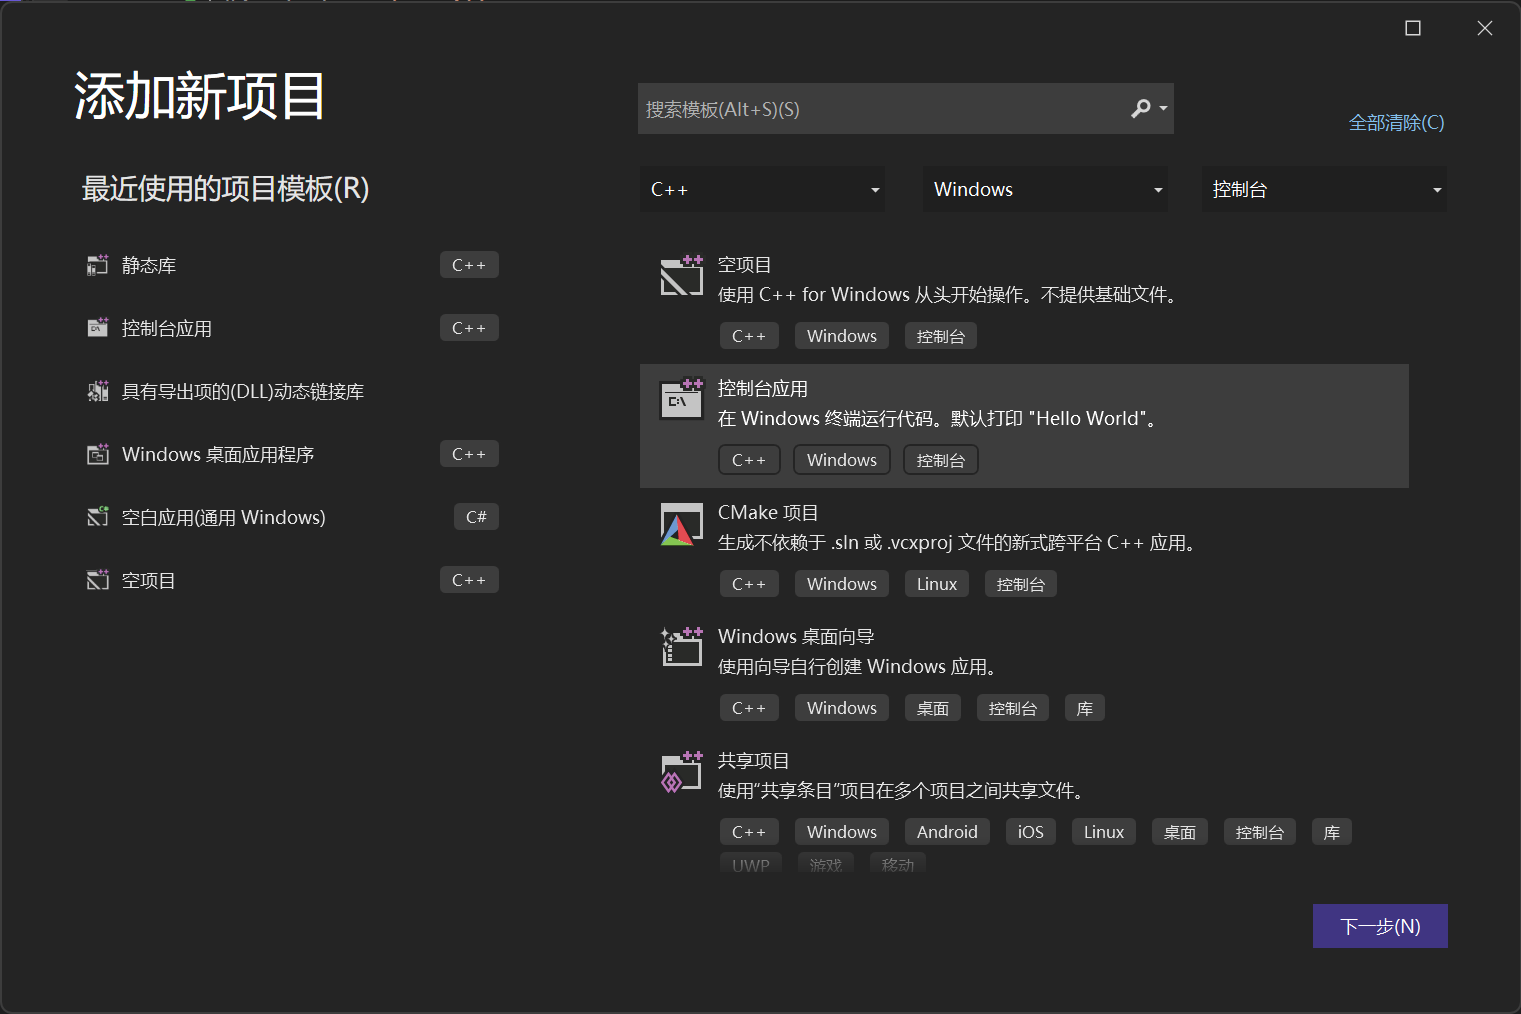 添加新项目
搜索模板(Alt+S)(S)
全部清除(C)
最近使用的项目模板(R)
C++
Windows
控制台
静态库
C++
控制台应用
C++
具有导出项的(DLL)动态链接库
Windows 桌面应用程序
C++
空白应用(通用 Windows)
C#
空项目
C++
空项目
使用 C++ for Windows 从头开始操作。不提供基础文件。
C++ Windows 控制台
控制台应用
在 Windows 终端运行代码。默认打印 "Hello World"。
C:\
C++ Windows 控制台
CMake 项目
生成不依赖于 .sln 或 .vcxproj 文件的新式跨平台 C++ 应用。
C++ Windows Linux 控制台
Windows 桌面向导
使用向导自行创建 Windows 应用。
C++ Windows 桌面 控制台 库
共享项目
使用“共享条目”项目在多个项目之间共享文件。
C++ Windows Android iOS Linux 桌面 控制台 库
UWP 游戏 移动
下一步(N)